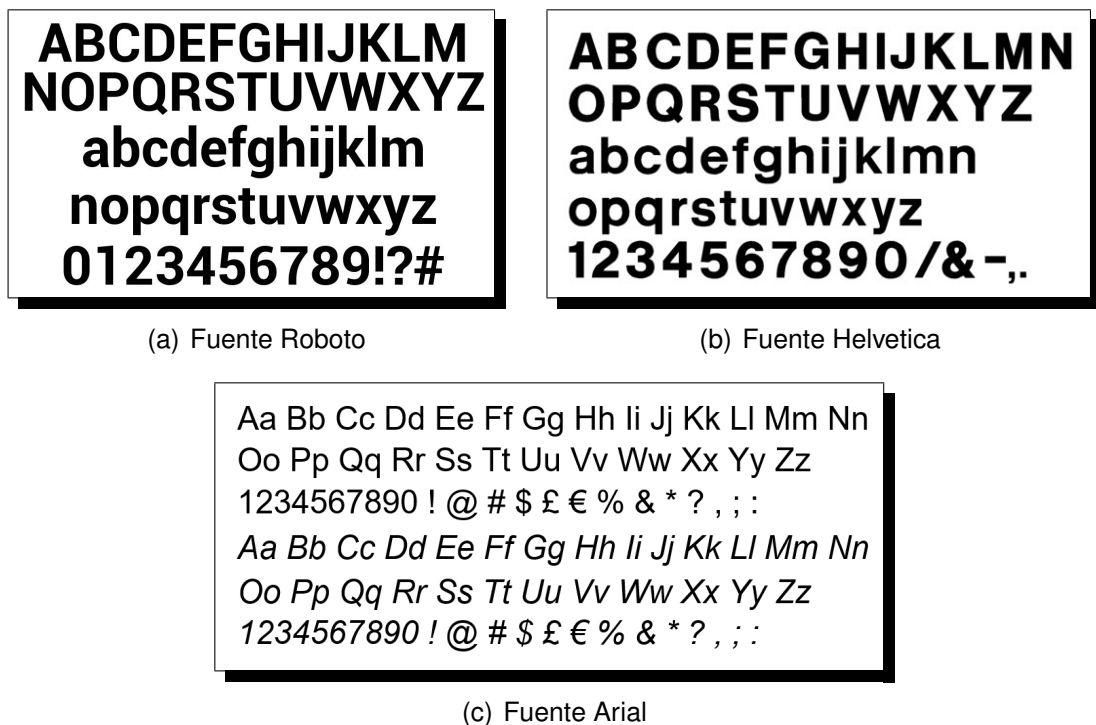 ABCDEFGHIJKLM
NOPQRSTUVWXYZ
abcdefghijklm
nopqrstuvwxyz
0123456789!?#
(a) Fuente Roboto
ABCDEFGHIJKLMN
OPQRSTUVWXYZ
abcdefghijklmn
opqrstuvwxyz
1234567890/&-,.
(b) Fuente Helvetica
Aa Bb Cc Dd Ee Ff Gg Hh Ii Jj Kk Ll Mm Nn
Oo Pp Qq Rr Ss Tt Uu Vv Ww Xx Yy Zz
1234567890 ! @ # $ £ € % & * ? , ; :
Aa Bb Cc Dd Ee Ff Gg Hh Ii Jj Kk Ll Mm Nn
Oo Pp Qq Rr Ss Tt Uu Vv Ww Xx Yy Zz
1234567890 ! @ # $ £ € % & * ? , ; :
(c) Fuente Arial